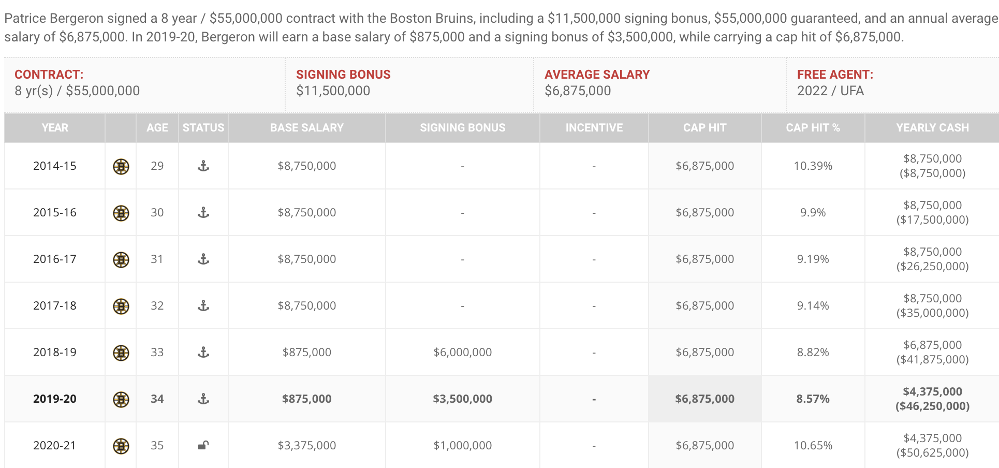 Patrice Bergeron signed a 8 year / $55,000,000 contract with the Boston Bruins, including a $11,500,000 signing bonus, $55,000,000 guaranteed, and an annual average
salary of $6,875,000. In 2019-20, Bergeron will earn a base salary of $875,000 and a signing bonus of $3,500,000, while carrying a cap hit of $6,875,000.
CONTRACT: SIGNING BONUS AVERAGE SALARY FREE AGENT:
8 yr(s) / $55,000,000 $11,500,000 $6,875,000 2022 / UFA
YEAR AGE STATUS BASE SALARY SIGNING BONUS INCENTIVE CAP HIT CAP HIT % YEARLY CASH
2014-15 B 29 $8,750,000 - - $6,875,000 10.39% $8,750,000
($8,750,000)
2015-16 B 30 $8,750,000 - - $6,875,000 9.9% $8,750,000
($17,500,000)
2016-17 B 31 $8,750,000 - - $6,875,000 9.19% $8,750,000
($26,250,000)
2017-18 B 32 $8,750,000 - - $6,875,000 9.14% $8,750,000
($35,000,000)
2018-19 B 33 $875,000 $6,000,000 - $6,875,000 8.82% $6,875,000
($41,875,000)
2019-20 B 34 $875,000 $3,500,000 - $6,875,000 8.57% $4,375,000
($46,250,000)
2020-21 B 35 $3,375,000 $1,000,000 - $6,875,000 10.65% $4,375,000
($50,625,000)